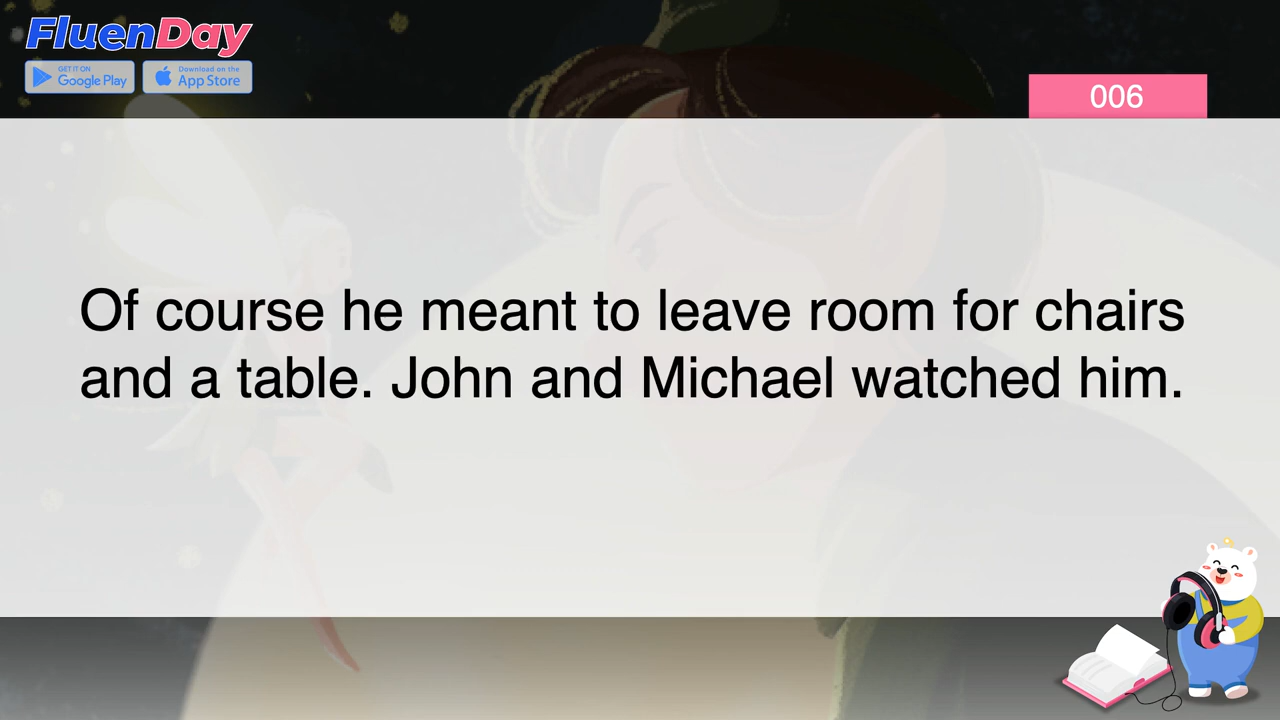 FluenDay
GET IT ON
Google Play
Download on the
App Store
006
Of course he meant to leave room for chairs
and a table. John and Michael watched him.